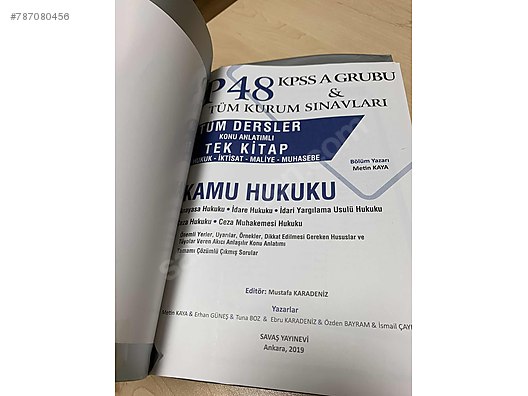 #787080456
P48 KPSS A GRUBU
&
TÜM KURUM SINAVLARI
TÜM DERSLER
KONU ANLATIMLI
TEK KİTAP
HUKUK - İKTİSAT - MALİYE - MUHASEBE
Bölüm Yazarı
Metin KAYA
KAMU HUKUKU
Anayasa Hukuku • İdare Hukuku • İdari Yargılama Usulü Hukuku
Ceza Hukuku • Ceza Muhakemesi Hukuku
Önemli Yerler, Uyarılar, Örnekler, Dikkat Edilmesi Gereken Hususlar ve
Tüyolar Veren Akıcı Anlaşılır Konu Anlatımı
Tamamı Çözümlü Çıkmış Sorular
Editör: Mustafa KARADENİZ
Yazarlar
Metin KAYA & Erhan GÜNEŞ & Tuna BOZ & Ebru KARADENİZ & Özden BAYRAM & İsmail
SAVAŞ YAYINEVİ
Ankara, 2019